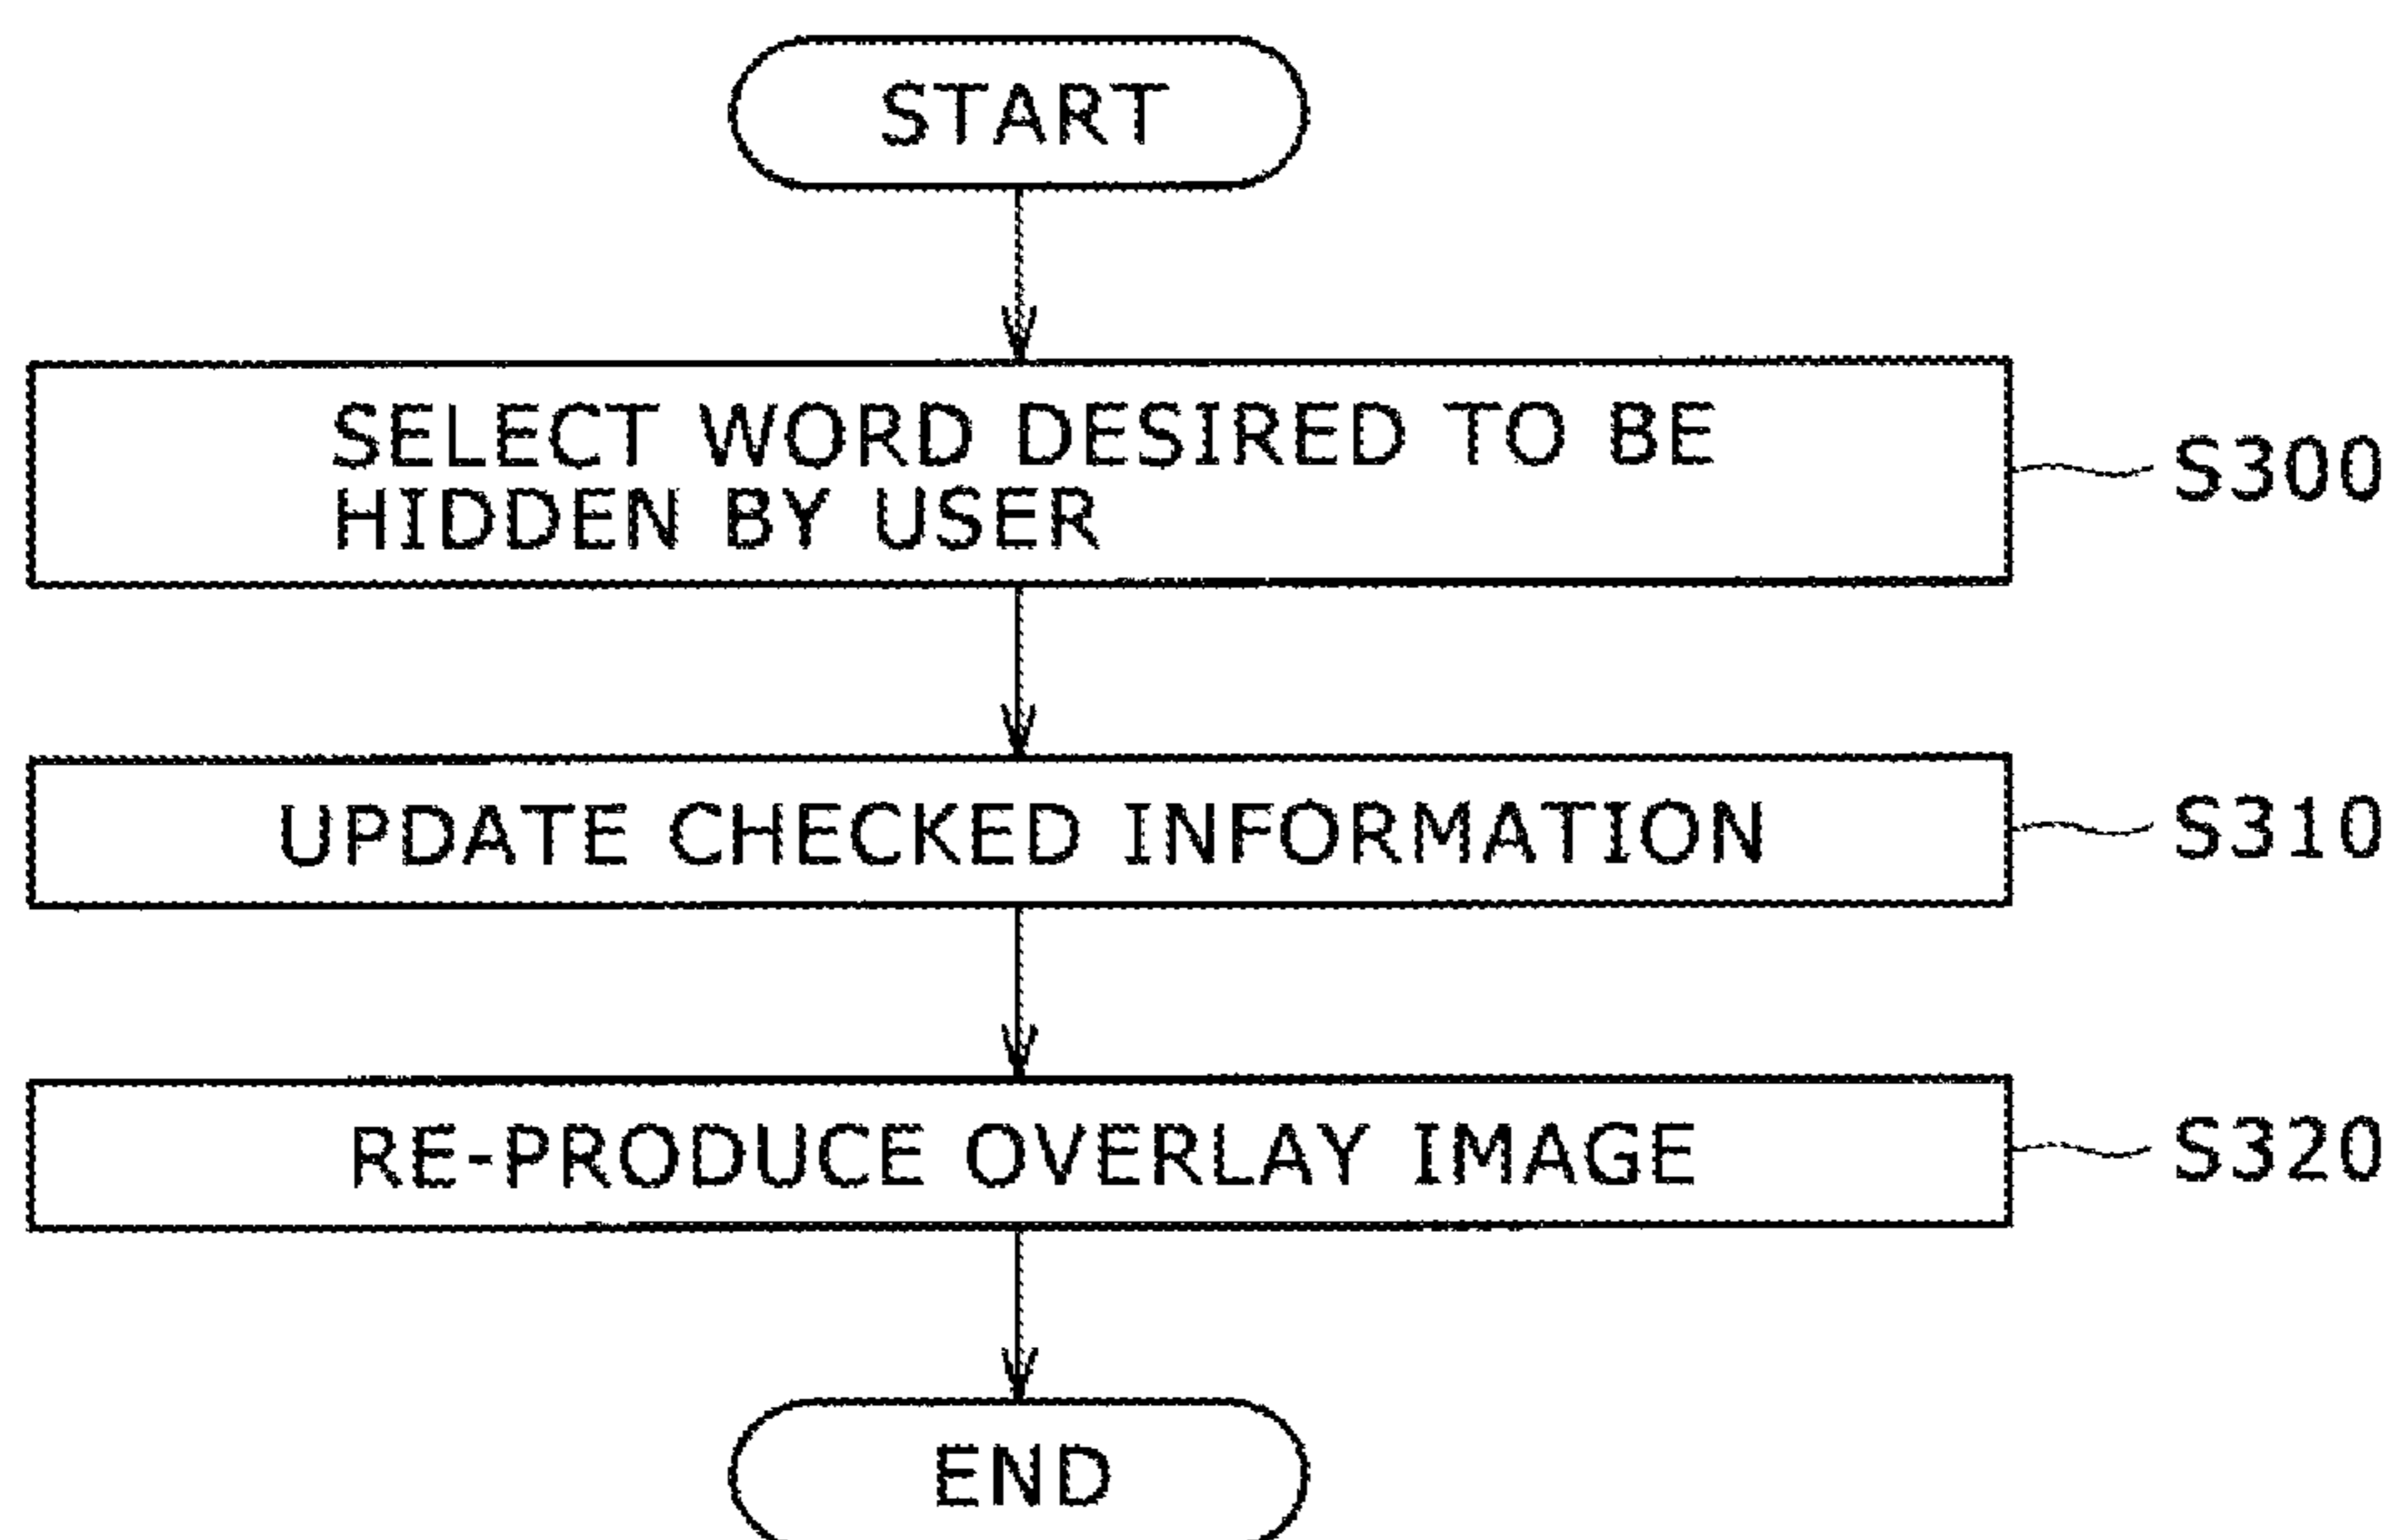 START
SELECT WORD DESIRED TO BE
HIDDEN BY USER
S300
UPDATE CHECKED INFORMATION
S310
RE-PRODUCE OVERLAY IMAGE
S320
END